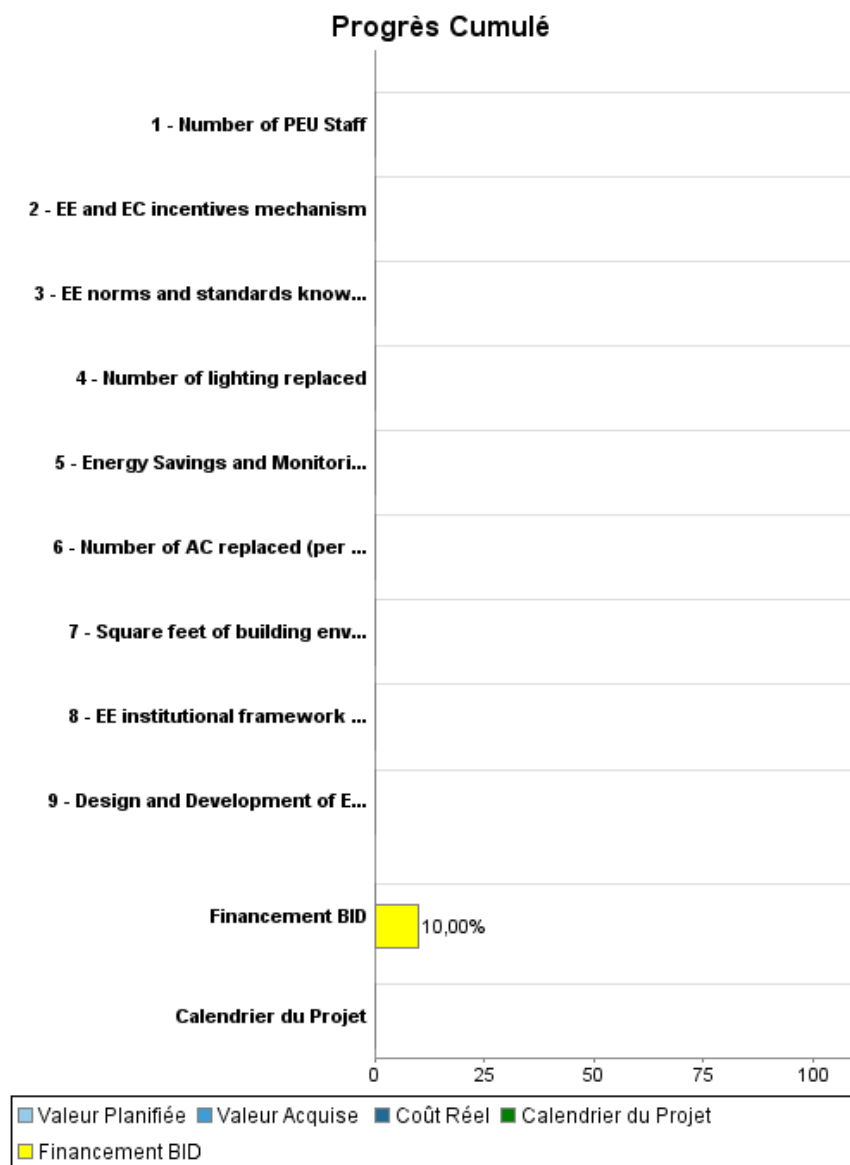 Progrès Cumulé
1 - Number of PEU Staff
2 - EE and EC incentives mechanism
3 - EE norms and standards know...
4 - Number of lighting replaced
5 - Energy Savings and Monitori...
6 - Number of AC replaced (per ...
7 - Square feet of building env...
8 - EE institutional framework ...
9 - Design and Development of E...
Financement BID 10,00%
Calendrier du Projet
0 25 50 75 100
Valeur Planifiée Valeur Acquise Coût Réel Calendrier du Projet
Financement BID